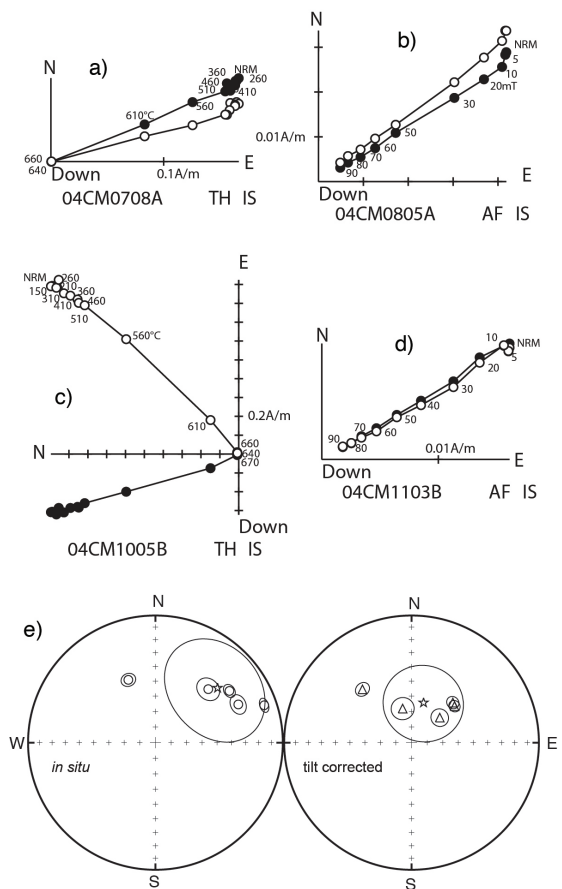 a)
N
360
NRM
460
260
510
410
610°C
560
660
640
Down
0.1A/m
E
04CM0708A TH IS
b)
N
NRM
5
10
20mT
30
0.01A/m
50
60
70
80
90
Down
E
04CM0805A AF IS
c)
E
NRM
260
150
210
310
360
410
460
510
560°C
610
0.2A/m
N
660
640
670
Down
04CM1005B TH IS
d)
N
10
NRM
5
20
30
40
50
70
60
90
80
0.01A/m
E
Down
04CM1103B AF IS
e)
N
N
W
in situ
tilt corrected
E
S
S